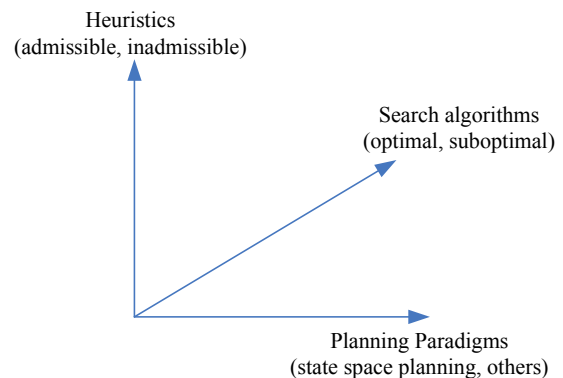 Heuristics
(admissible, inadmissible)
Search algorithms
(optimal, suboptimal)
Planning Paradigms
(state space planning, others)